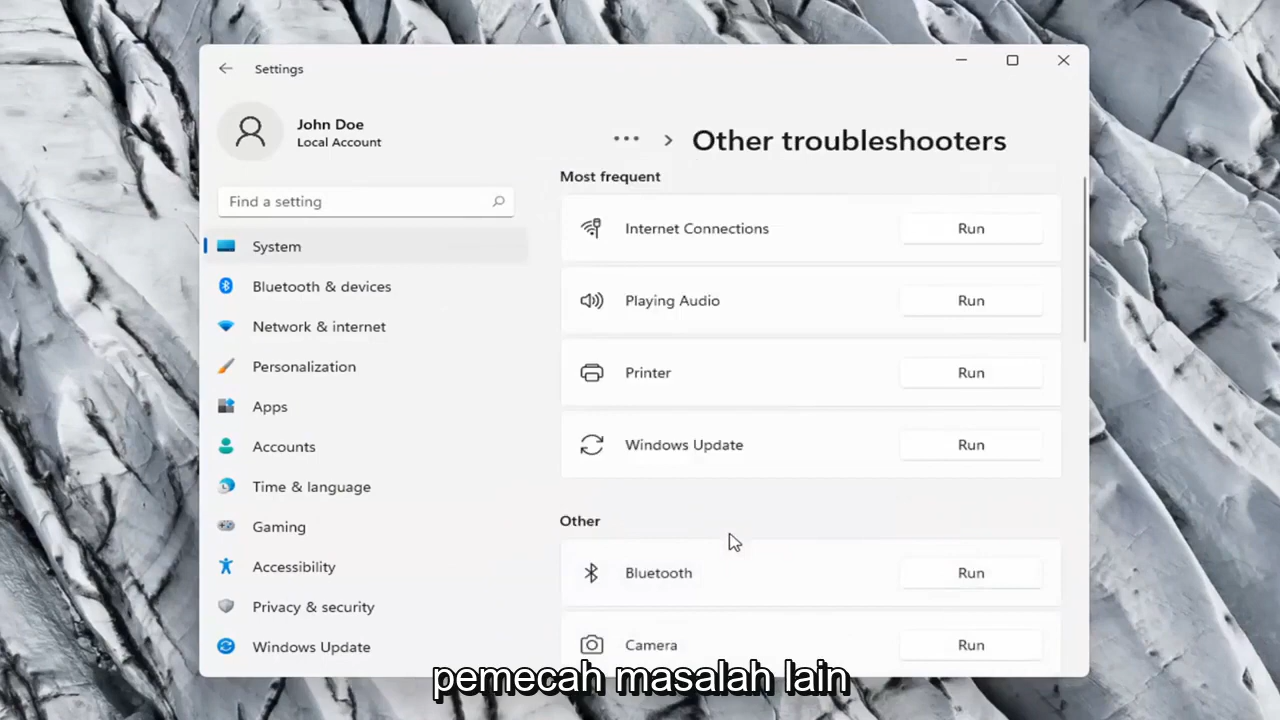 Settings
John Doe
Local Account
Find a setting
System
Bluetooth & devices
Network & internet
Personalization
Apps
Accounts
Time & language
Gaming
Accessibility
Privacy & security
Windows Update
... > Other troubleshooters
Most frequent
Internet Connections Run
Playing Audio Run
Printer Run
Windows Update Run
Other
Bluetooth Run
Camera Run
pemecah masalah lain